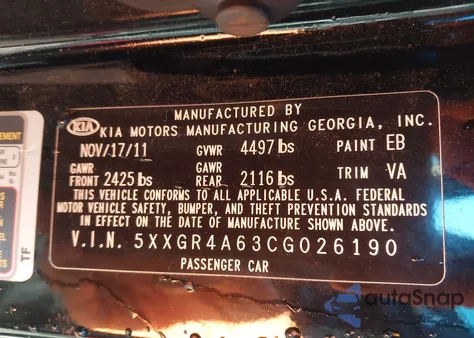 MANUFACTURED BY
KIA KIA MOTORS MANUFACTURING GEORGIA, INC.
NOV/17/11 GVWR 4497 lbs PAINT EB
GAWR FRONT 2425 lbs GAWR REAR 2116 lbs TRIM VA
THIS VEHICLE CONFORMS TO ALL APPLICABLE U.S.A. FEDERAL
MOTOR VEHICLE SAFETY, BUMPER, AND THEFT PREVENTION STANDARDS
IN EFFECT ON THE DATE OF MANUFACTURE SHOWN ABOVE.
V.I.N. 5XXGR4A63CG026190
PASSENGER CAR
TF
autoSnap